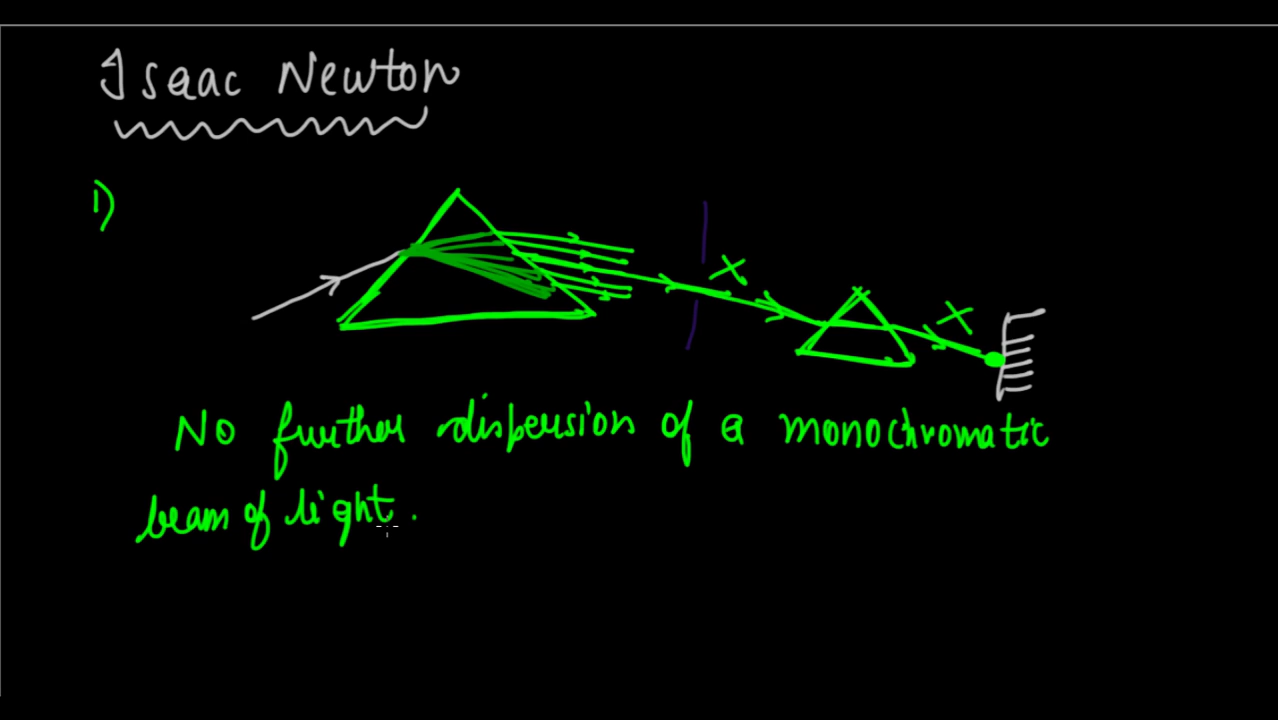 Isaac Newton
1)
X
X
No further dispersion of a monochromatic
beam of light.